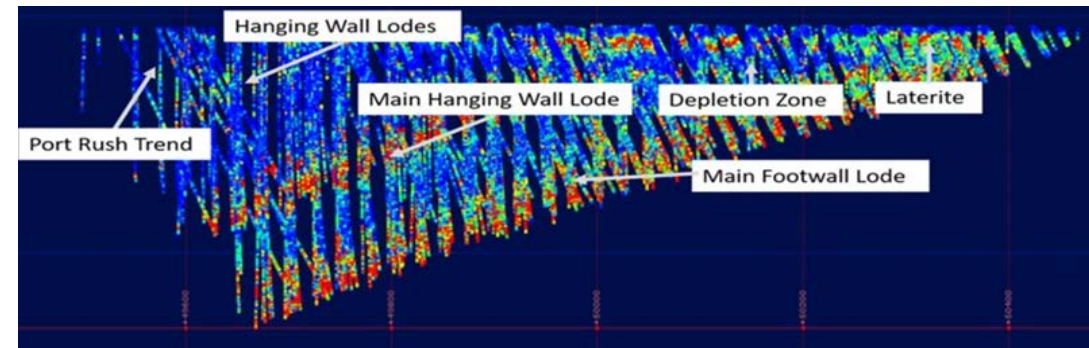 Hanging Wall Lodes
Main Hanging Wall Lode
Depletion Zone
Laterite
Port Rush Trend
Main Footwall Lode